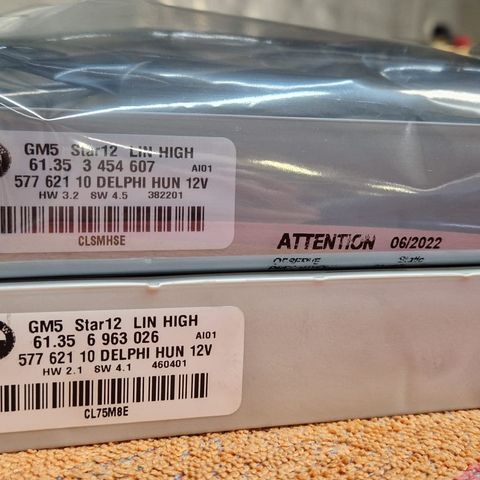 GM5 Star12 LIN HIGH
61.35 3 454 607 AI01
577 621 10 DELPHI HUN 12V
HW 3.2 SW 4.5 382201
CLSMHSE
ATTENTION 06/2022
GM5 Star12 LIN HIGH
61.35 6 963 026 AI01
577 621 10 DELPHI HUN 12V
HW 2.1 SW 4.1 460401
CL75M8E